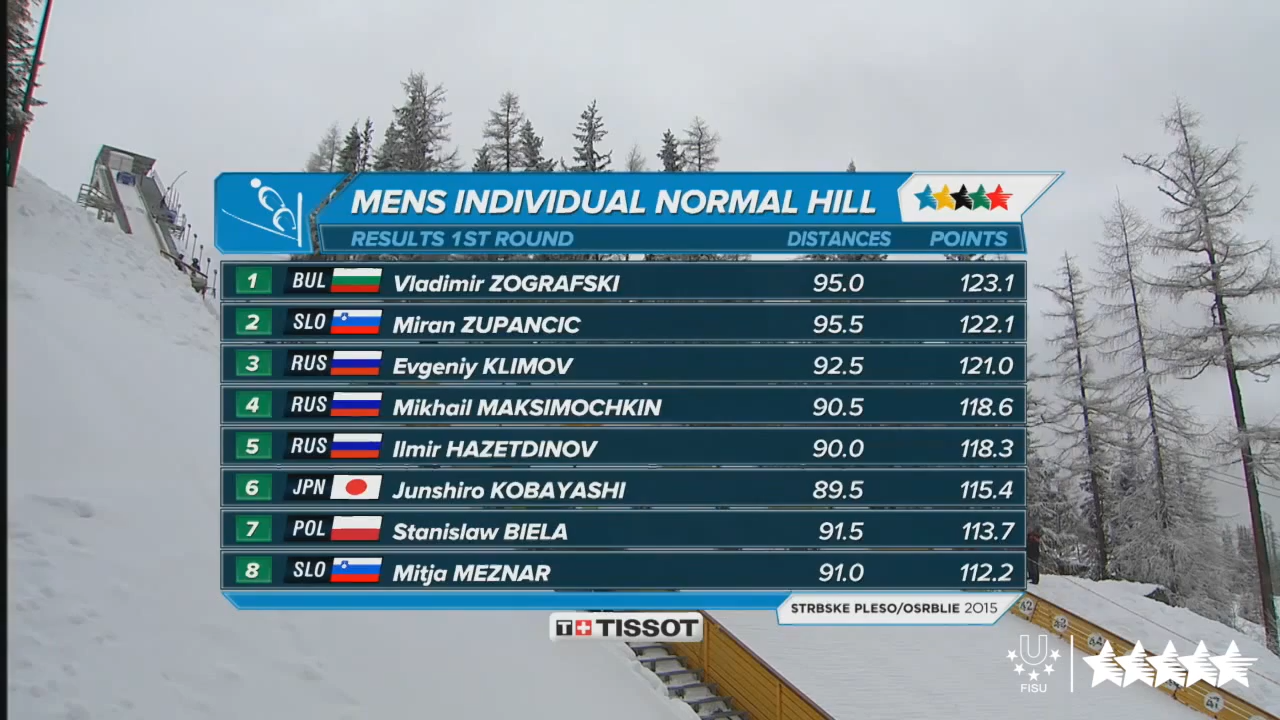 MENS INDIVIDUAL NORMAL HILL
RESULTS 1ST ROUND DISTANCES POINTS
1 BUL Vladimir ZOGRAFSKI 95.0 123.1
2 SLO Miran ZUPANCIC 95.5 122.1
3 RUS Evgeniy KLIMOV 92.5 121.0
4 RUS Mikhail MAKSIMOCHKIN 90.5 118.6
5 RUS Ilmir HAZETDINOV 90.0 118.3
6 JPN Junshiro KOBAYASHI 89.5 115.4
7 POL Stanislaw BIELA 91.5 113.7
8 SLO Mitja MEZNAR 91.0 112.2
STRBSKE PLESO/OSRBLIE 2015
T+ TISSOT
42
43
44
47
U
FISU